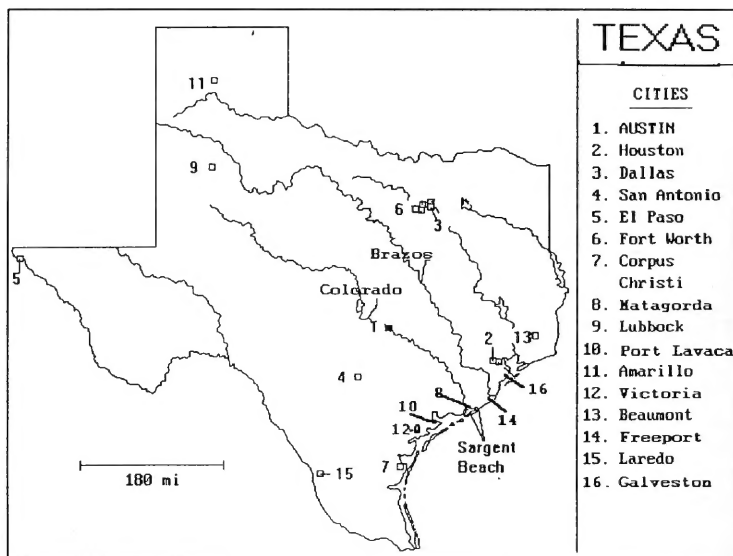 TEXAS
CITIES
1. AUSTIN
2. Houston
3. Dallas
4. San Antonio
5. El Paso
6. Fort Worth
7. Corpus
Christi
8. Matagorda
9. Lubbock
10. Port Lavaca
11. Amarillo
12. Victoria
13. Beaumont
14. Freeport
15. Laredo
16. Galveston
11
9
6
3
Brazos
5
Colorado
1
2
13
4
16
8
10
14
12
Sargent
Beach
7
15
180 mi